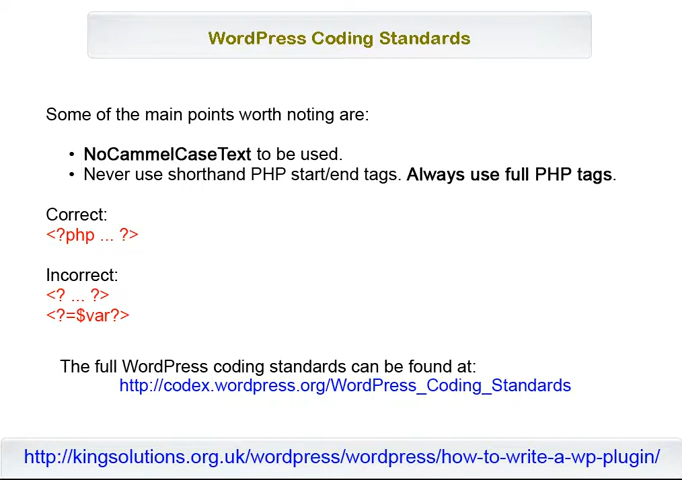 WordPress Coding Standards
Some of the main points worth noting are:
• NoCammelCaseText to be used.
• Never use shorthand PHP start/end tags. Always use full PHP tags.
Correct:
<?php ... ?>
Incorrect:
<? ... ?>
<?=$var?>
The full WordPress coding standards can be found at:
http://codex.wordpress.org/WordPress_Coding_Standards
http://kingsolutions.org.uk/wordpress/wordpress/how-to-write-a-wp-plugin/